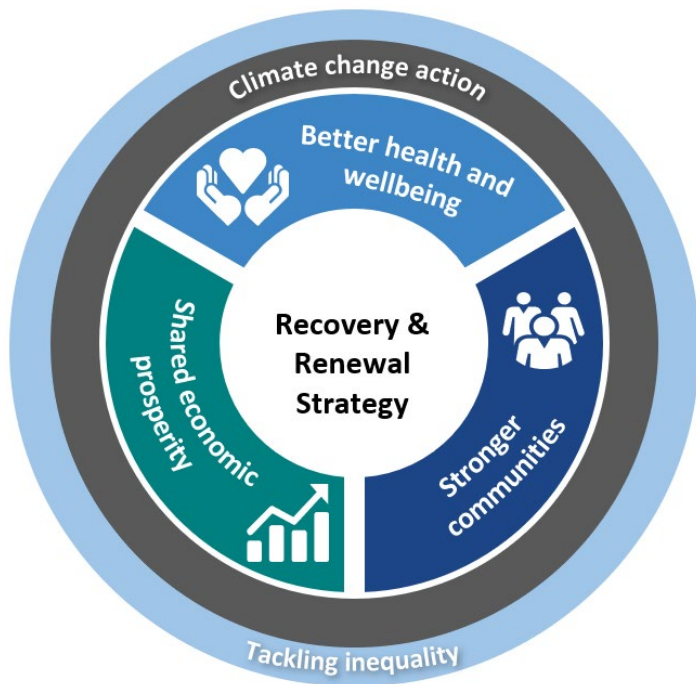 Climate change action
Better health and
wellbeing
Recovery &
Renewal
Strategy
Shared economic
prosperity
Stronger
communities
Tackling inequality